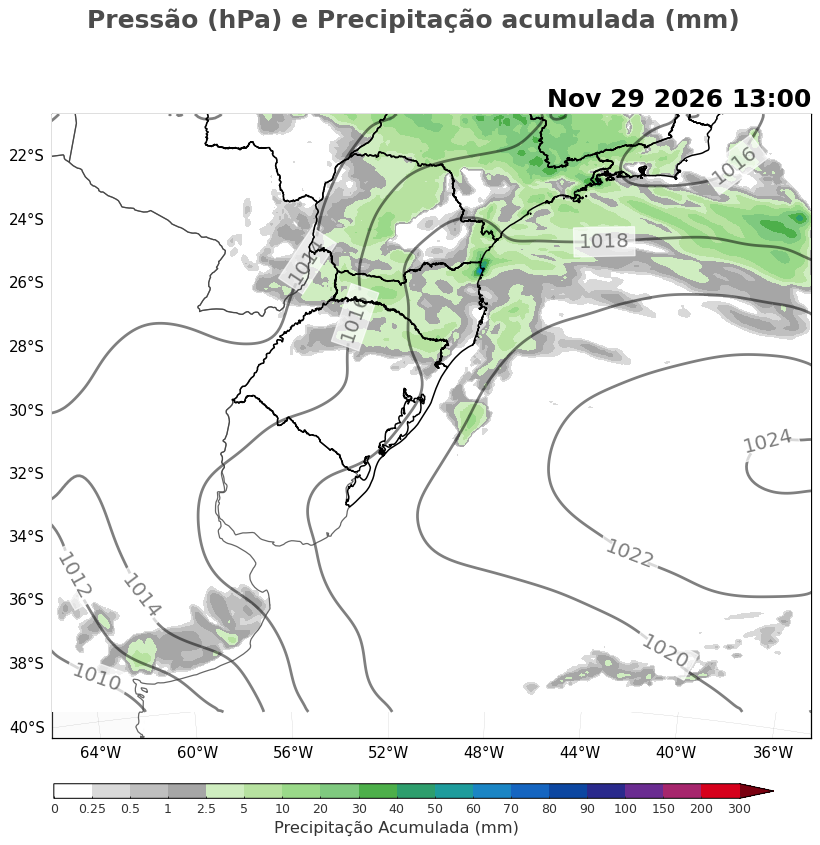 Pressão (hPa) e Precipitação acumulada (mm)
Nov 29 2026 13:00
22°S
24°S
26°S
28°S
30°S
32°S
34°S
36°S
38°S
40°S
1016
1018
1014
1016
1024
1022
1012
1014
1020
1010
64°W 60°W 56°W 52°W 48°W 44°W 40°W 36°W
0 0.25 0.5 1 2.5 5 10 20 30 40 50 60 70 80 90 100 150 200 300
Precipitação Acumulada (mm)